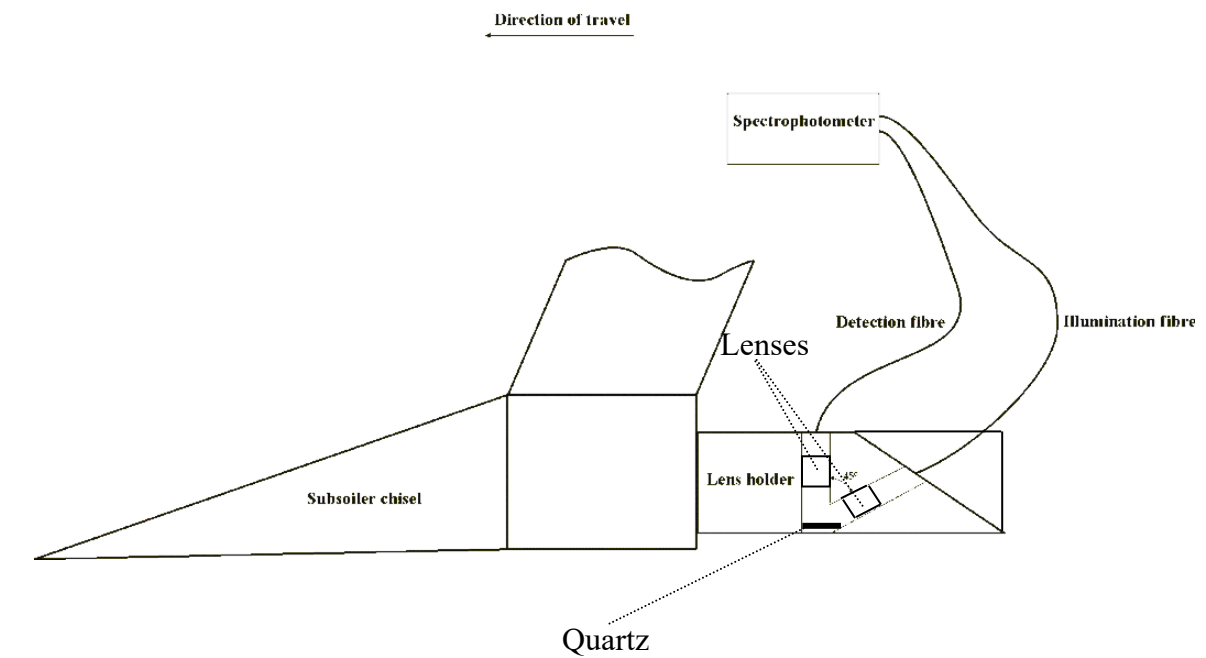 Direction of travel
Spectrophotometer
Detection fibre
Illumination fibre
Lenses
45°
Lens holder
Subsoiler chisel
Quartz